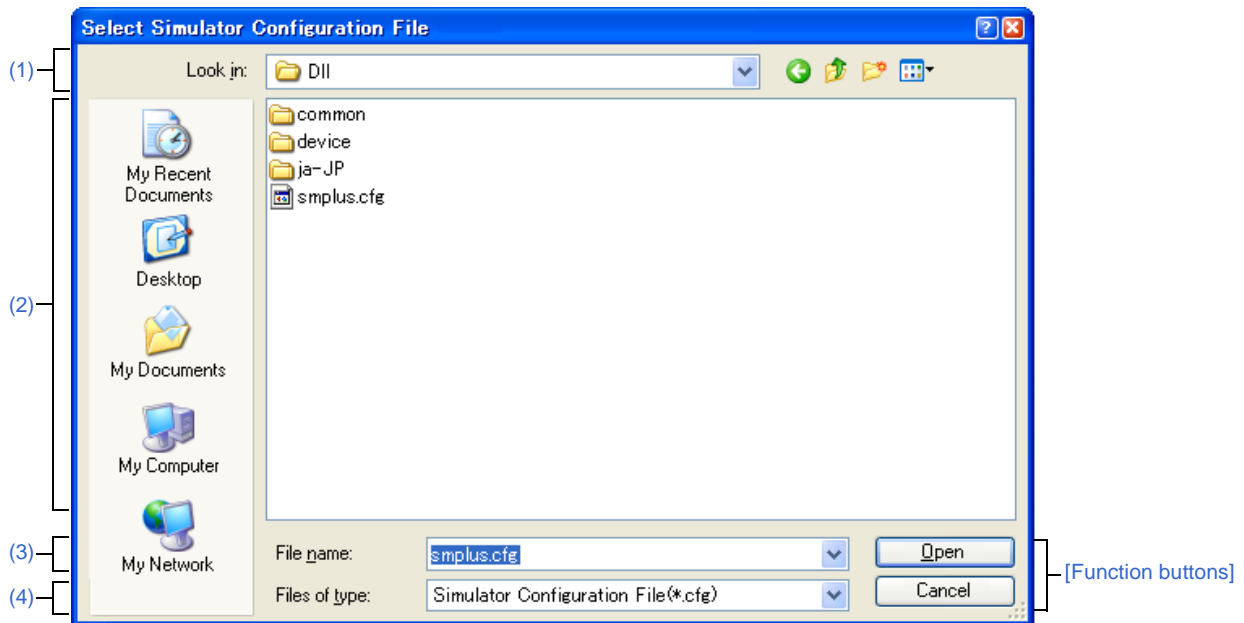 Select Simulator Configuration File
(1)
Look in:
Dll
common
device
ja-JP
smplus.cfg
(2)
My Recent
Documents
Desktop
My Documents
My Computer
My Network
(3)
File name:
smplus.cfg
Open
(4)
Files of type:
Simulator Configuration File(*.cfg)
Cancel
[Function buttons]